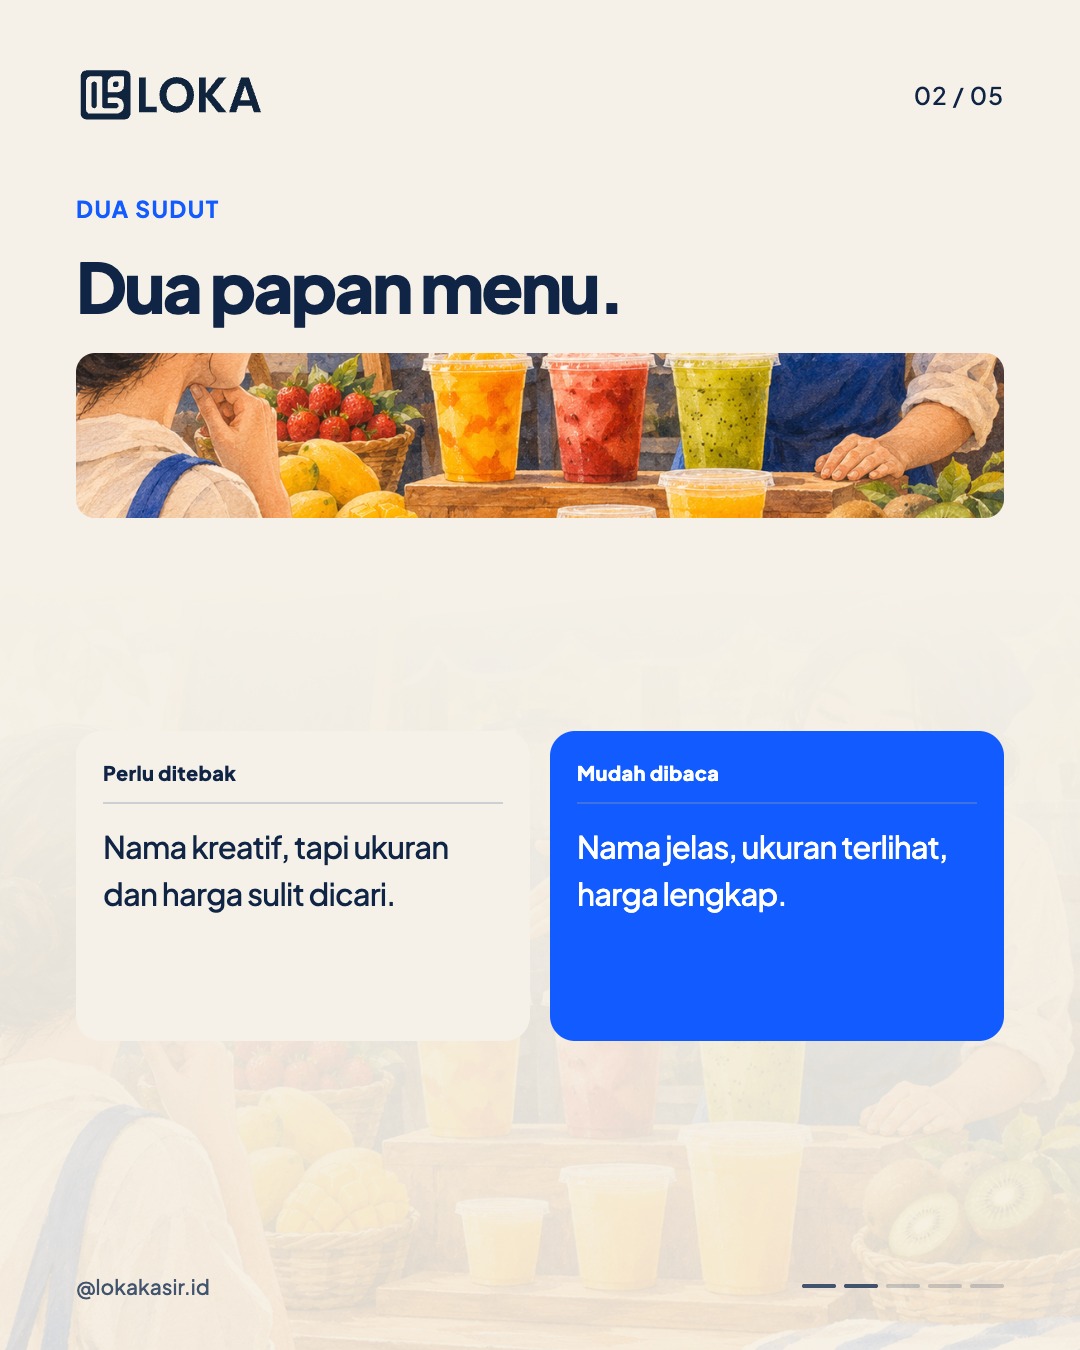 LOKA
02 / 05
DUA SUDUT
Dua papan menu.
Perlu ditebak
Nama kreatif, tapi ukuran
dan harga sulit dicari.
Mudah dibaca
Nama jelas, ukuran terlihat,
harga lengkap.
@lokakasir.id